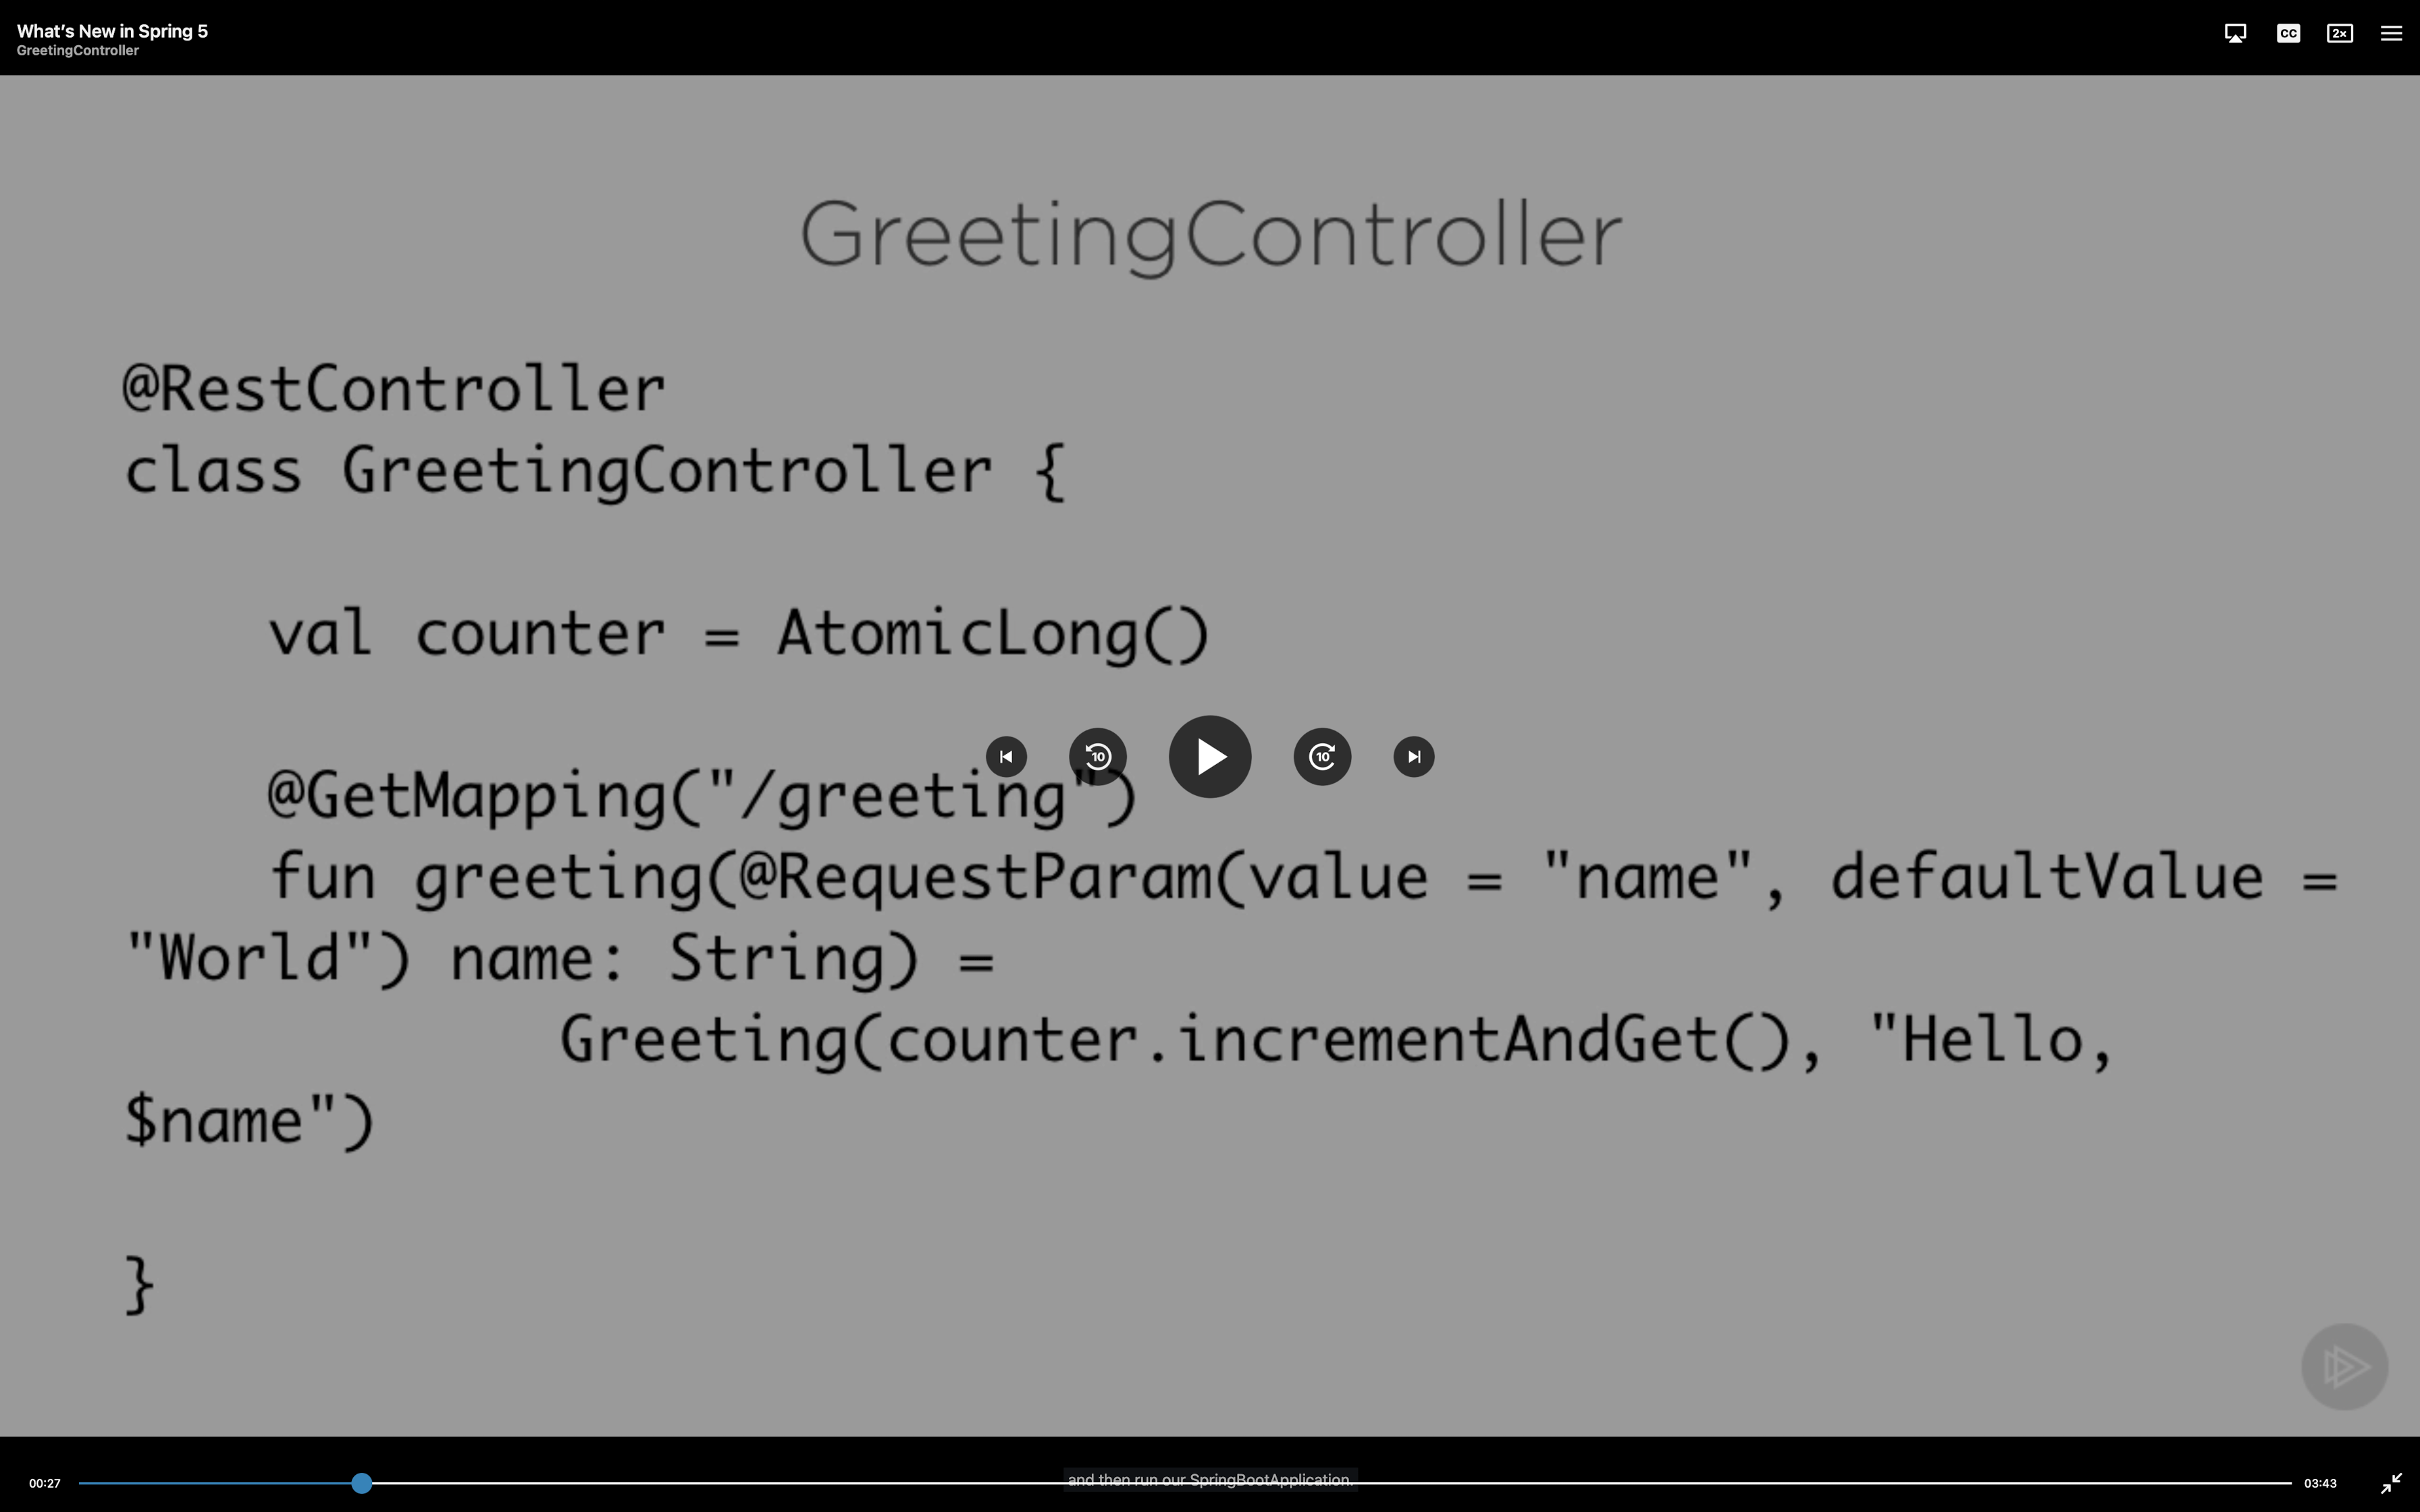 What's New in Spring 5
GreetingController
CC
2×
GreetingController
@RestController
class GreetingController {
val counter = AtomicLong()
10
10
@GetMapping("/greeting")
fun greeting(@RequestParam(value = "name", defaultValue =
"World") name: String) =
Greeting(counter.incrementAndGet(), "Hello,
$name")
}
and then run our SpringBootApplication.
00:27
03:43